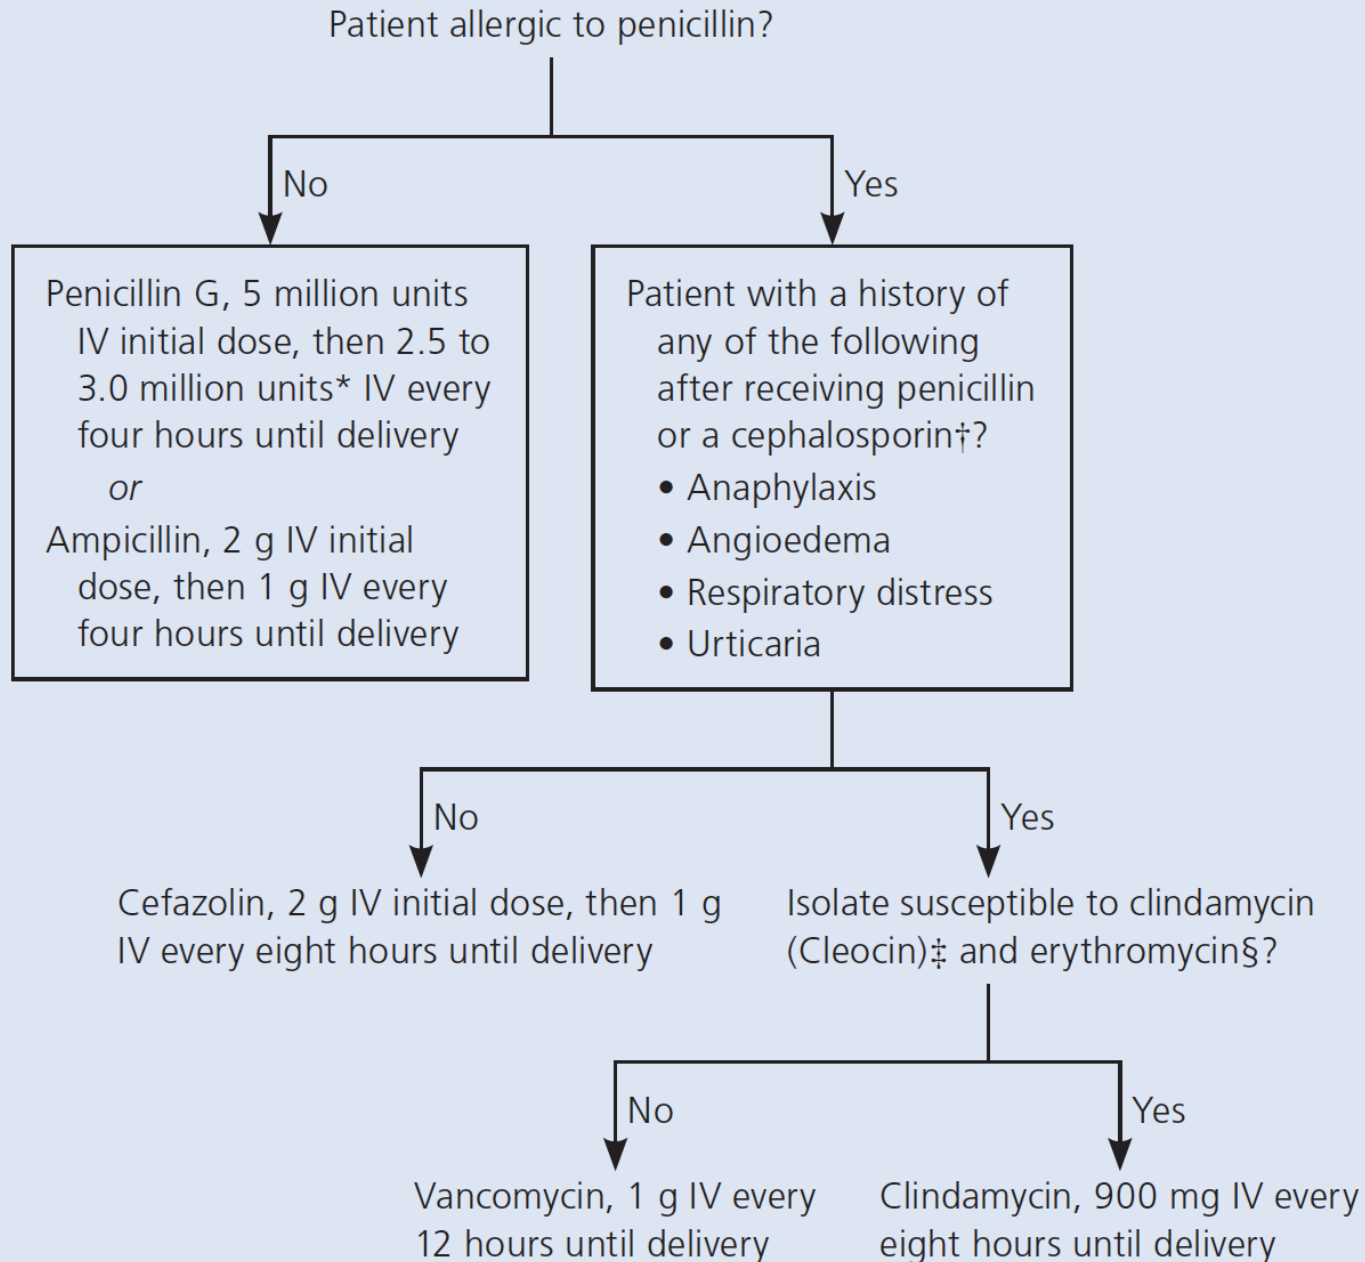 Patient allergic to penicillin?
No
Yes
Penicillin G, 5 million units
IV initial dose, then 2.5 to
3.0 million units* IV every
four hours until delivery
or
Ampicillin, 2 g IV initial
dose, then 1 g IV every
four hours until delivery
Patient with a history of
any of the following
after receiving penicillin
or a cephalosporin†?
• Anaphylaxis
• Angioedema
• Respiratory distress
• Urticaria
No
Yes
Cefazolin, 2 g IV initial dose, then 1 g
IV every eight hours until delivery
Isolate susceptible to clindamycin
(Cleocin)‡ and erythromycin§?
No
Yes
Vancomycin, 1 g IV every
12 hours until delivery
Clindamycin, 900 mg IV every
eight hours until delivery